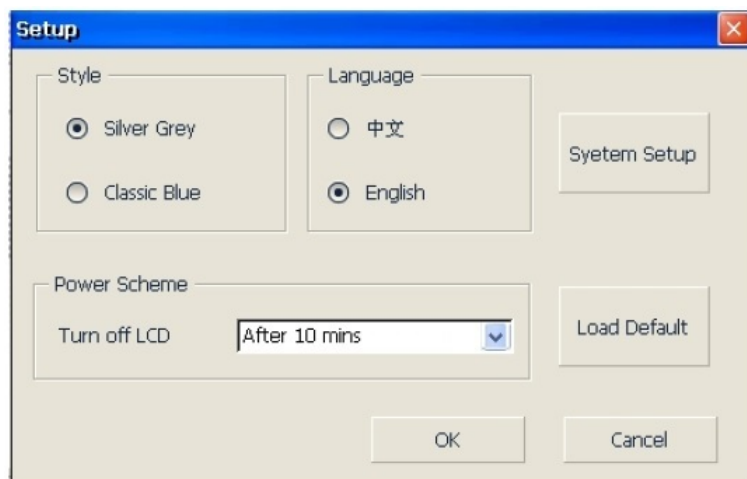 Setup
Style
Silver Grey
Classic Blue
Language
中文
English
Syetem Setup
Power Scheme
Turn off LCD
After 10 mins
Load Default
OK
Cancel